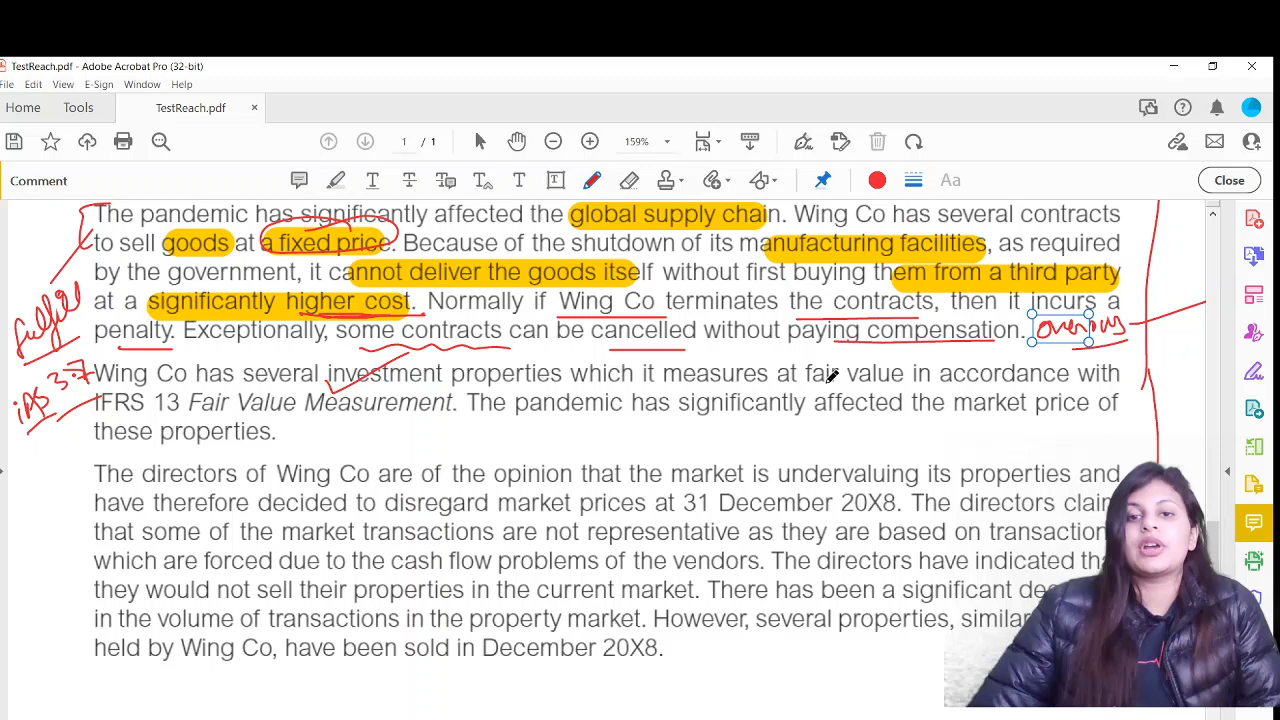 TestReach.pdf - Adobe Acrobat Pro (32-bit)
File Edit View E-Sign Window Help
Home Tools TestReach.pdf ×
1 / 1 159%
Comment Aa Close
The pandemic has significantly affected the global supply chain. Wing Co has several contracts
to sell goods at a fixed price. Because of the shutdown of its manufacturing facilities, as required
by the government, it cannot deliver the goods itself without first buying them from a third party
at a significantly higher cost. Normally if Wing Co terminates the contracts, then it incurs a
penalty. Exceptionally, some contracts can be cancelled without paying compensation. onerous
fulfill
IAS 37
Wing Co has several investment properties which it measures at fair value in accordance with
IFRS 13 Fair Value Measurement. The pandemic has significantly affected the market price of
these properties.
The directors of Wing Co are of the opinion that the market is undervaluing its properties and
have therefore decided to disregard market prices at 31 December 20X8. The directors claim
that some of the market transactions are not representative as they are based on transaction
which are forced due to the cash flow problems of the vendors. The directors have indicated tha
they would not sell their properties in the current market. There has been a significant de
in the volume of transactions in the property market. However, several properties, similar
held by Wing Co, have been sold in December 20X8.